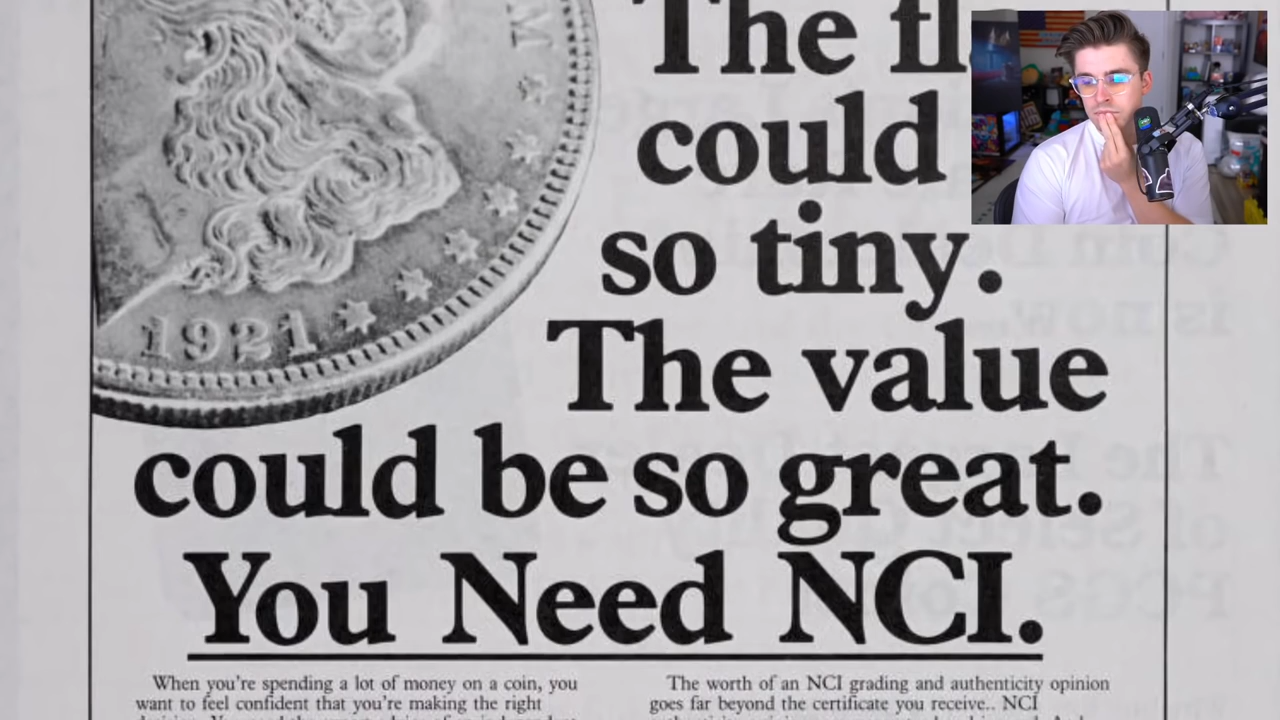 The
could
so tiny.
The value
could be so great.
You Need NCI.
1921
When you're spending a lot of money on a coin, you
want to feel confident that you're making the right
The worth of an NCI grading and authenticity opinion
goes far beyond the certificate you receive.. NCI